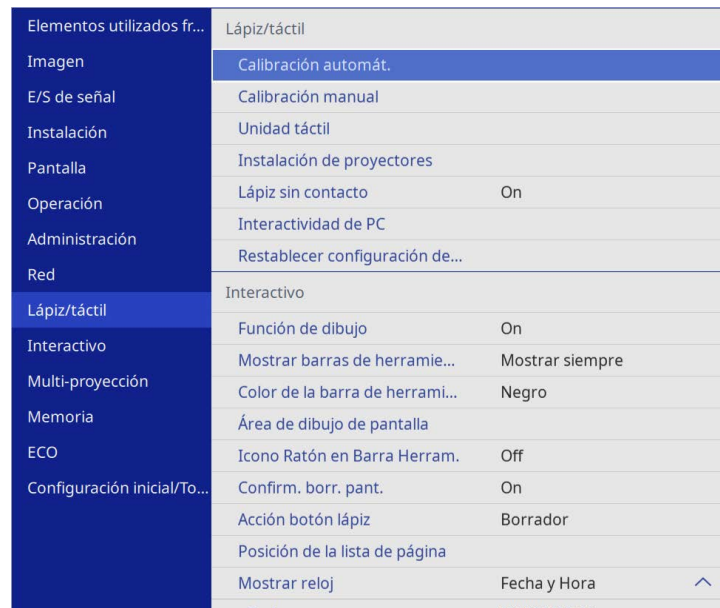 Elementos utilizados fr...
Imagen
E/S de señal
Instalación
Pantalla
Operación
Administración
Red
Lápiz/táctil
Interactivo
Multi-proyección
Memoria
ECO
Configuración inicial/To...
Lápiz/táctil
Calibración automát.
Calibración manual
Unidad táctil
Instalación de proyectores
Lápiz sin contacto On
Interactividad de PC
Restablecer configuración de...
Interactivo
Función de dibujo On
Mostrar barras de herramie... Mostrar siempre
Color de la barra de herrami... Negro
Área de dibujo de pantalla
Icono Ratón en Barra Herram. Off
Confirm. borr. pant. On
Acción botón lápiz Borrador
Posición de la lista de página
Mostrar reloj Fecha y Hora